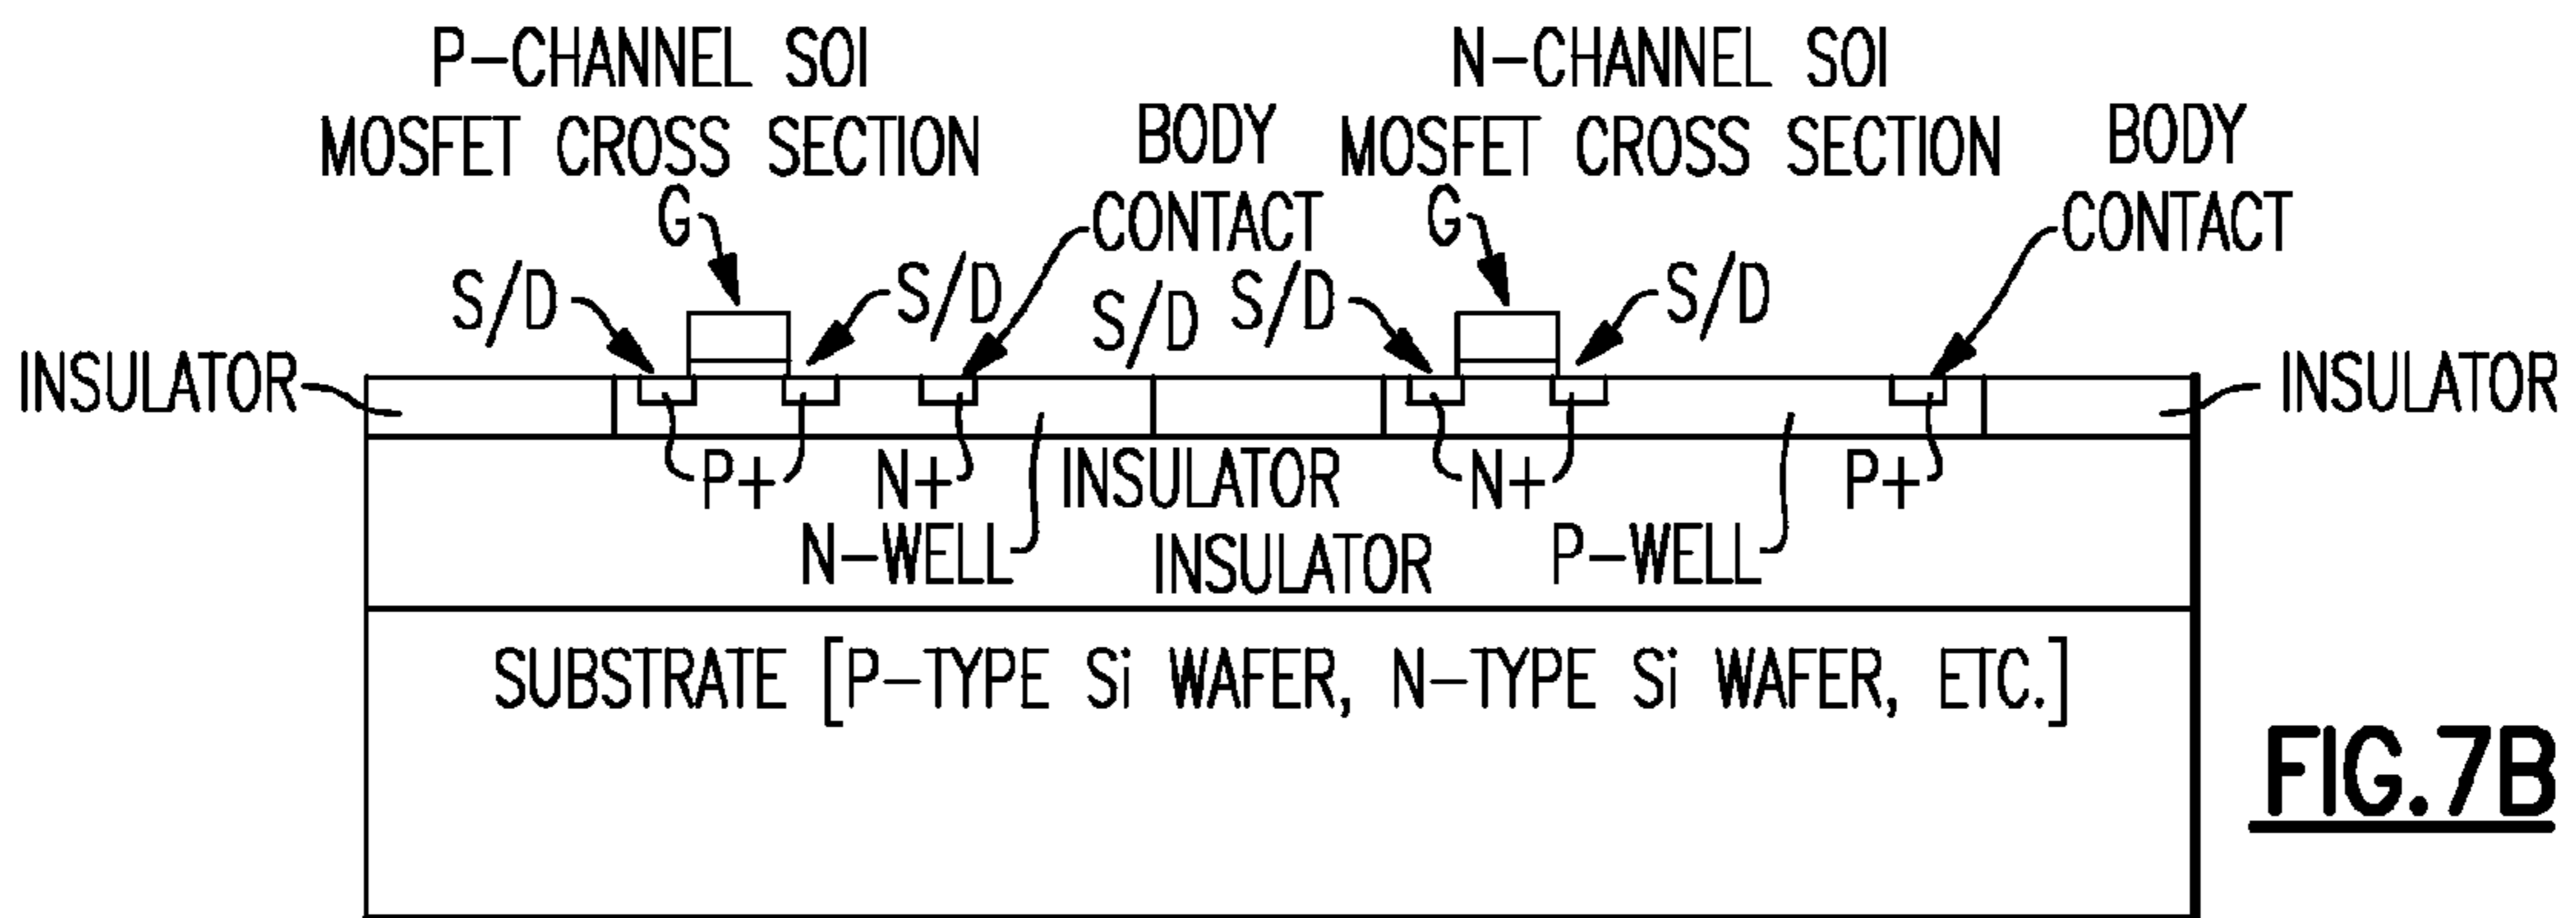 P-CHANNEL SOI
MOSFET CROSS SECTION
N-CHANNEL SOI
MOSFET CROSS SECTION
BODY
CONTACT
BODY
CONTACT
G
G
S/D
S/D
S/D
S/D
S/D
INSULATOR
INSULATOR
P+
N+
INSULATOR
N+
P+
N-WELL
INSULATOR
P-WELL
SUBSTRATE [P-TYPE Si WAFER, N-TYPE Si WAFER, ETC.]
FIG.7B